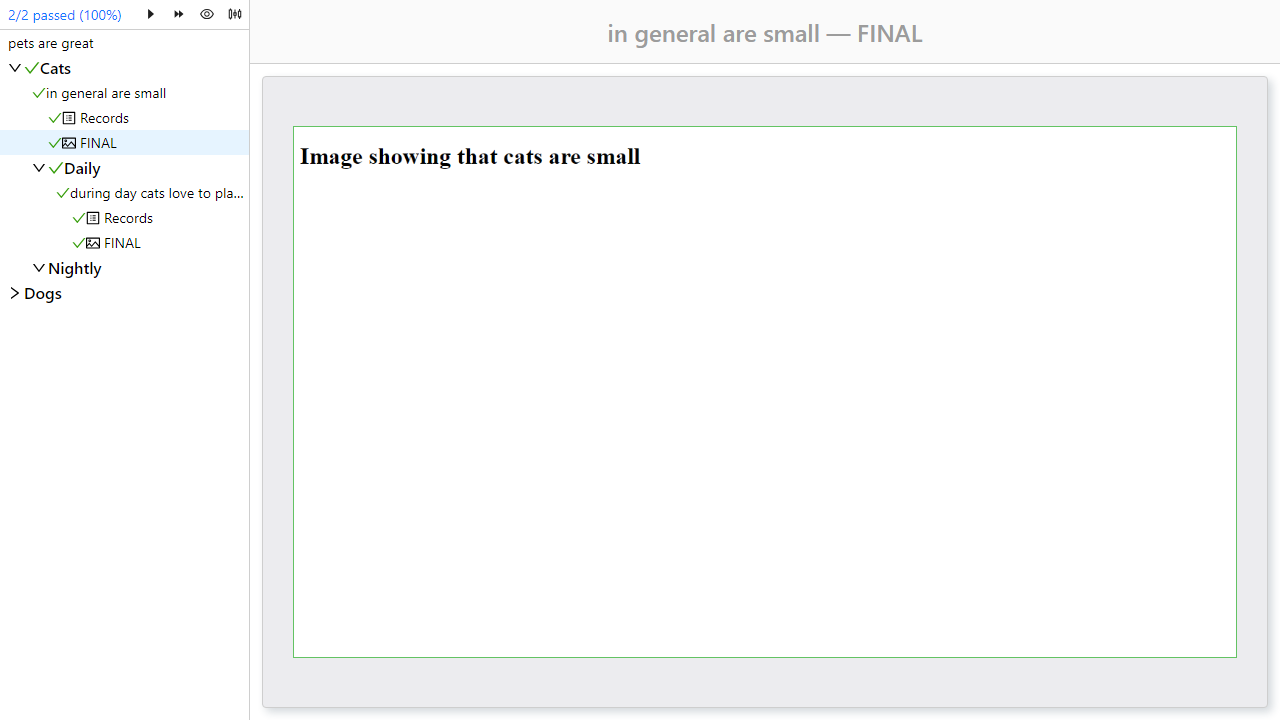 2/2 passed (100%)
pets are great
Cats
in general are small
Records
FINAL
Daily
during day cats love to pla...
Records
FINAL
Nightly
Dogs
in general are small — FINAL
Image showing that cats are small